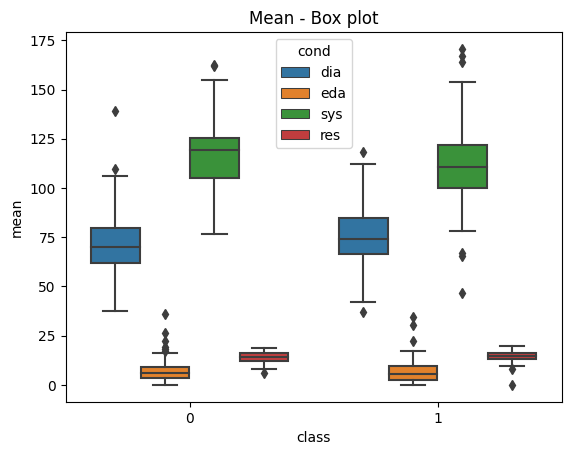 Mean - Box plot
175
150
125
100
75
50
25
0
mean
cond
dia
eda
sys
res
0
1
class